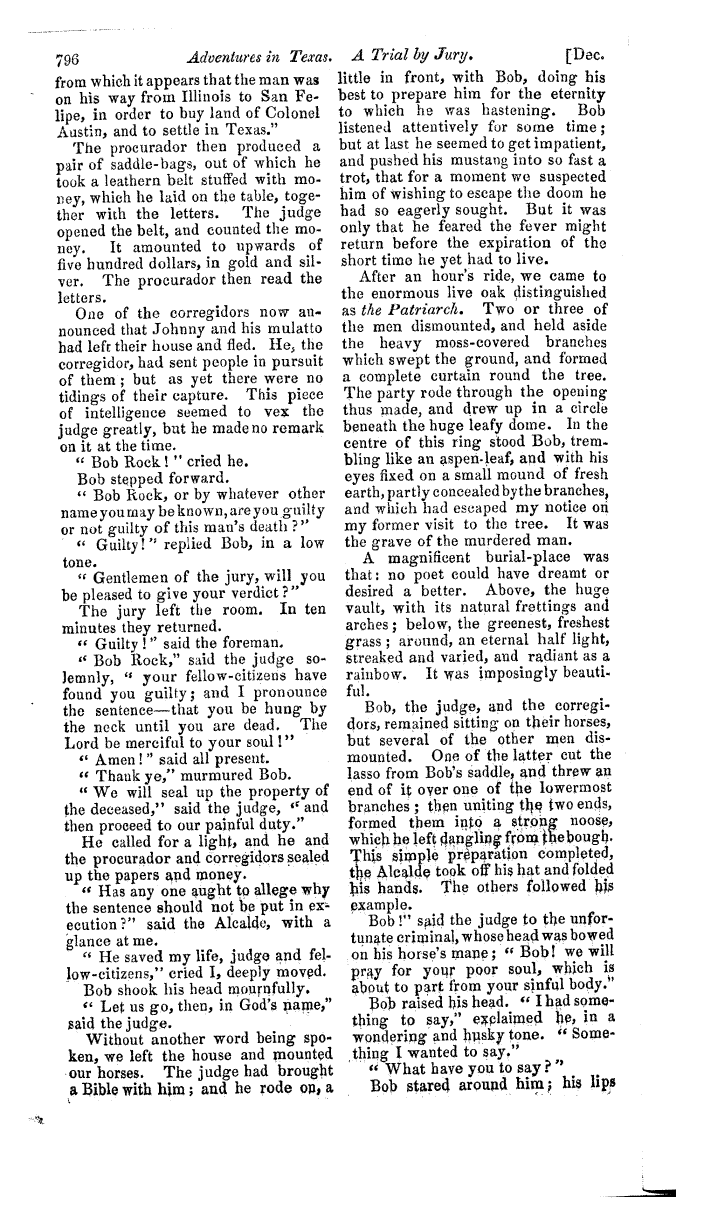 796 Adventures in Texas. A Trial by Jury. [Dec.
from which it appears that the man was
on his way from Illinois to San Fe-
lipe, in order to buy land of Colonel
Austin, and to settle in Texas."
The procurador then produced a
pair of saddle-bags, out of which he
took a leathern belt stuffed with mo-
ney, which he laid on the table, toge-
ther with the letters. The judge
opened the belt, and counted the mo-
ney. It amounted to upwards of
five hundred dollars, in gold and sil-
ver. The procurador then read the
letters.
One of the corregidors now an-
nounced that Johnny and his mulatto
had left their house and fled. He, the
corregidor, had sent people in pursuit
of them; but as yet there were no
tidings of their capture. This piece
of intelligence seemed to vex the
judge greatly, but he made no remark
on it at the time.
"Bob Rock!" cried he.
Bob stepped forward.
"Bob Rock, or by whatever other
name you may be known, are you guilty
or not guilty of this man's death?"
"Guilty!" replied Bob, in a low
tone.
"Gentlemen of the jury, will you
be pleased to give your verdict?"
The jury left the room. In ten
minutes they returned.
"Guilty!" said the foreman.
"Bob Rock," said the judge so-
lemnly, "your fellow-citizens have
found you guilty; and I pronounce
the sentence—that you be hung by
the neck until you are dead. The
Lord be merciful to your soul!"
"Amen!" said all present.
"Thank ye," murmured Bob.
"We will seal up the property of
the deceased," said the judge, "and
then proceed to our painful duty."
He called for a light, and he and
the procurador and corregidors sealed
up the papers and money.
"Has any one aught to allege why
the sentence should not be put in ex-
ecution?" said the Alcalde, with a
glance at me.
"He saved my life, judge and fel-
low-citizens," cried I, deeply moved.
Bob shook his head mournfully.
"Let us go, then, in God's name,"
said the judge.
Without another word being spo-
ken, we left the house and mounted
our horses. The judge had brought
a Bible with him; and he rode on, a
little in front, with Bob, doing his
best to prepare him for the eternity
to which he was hastening. Bob
listened attentively for some time;
but at last he seemed to get impatient,
and pushed his mustang into so fast a
trot, that for a moment we suspected
him of wishing to escape the doom he
had so eagerly sought. But it was
only that he feared the fever might
return before the expiration of the
short time he yet had to live.
After an hour's ride, we came to
the enormous live oak distinguished
as the Patriarch. Two or three of
the men dismounted, and held aside
the heavy moss-covered branches
which swept the ground, and formed
a complete curtain round the tree.
The party rode through the opening
thus made, and drew up in a circle
beneath the huge leafy dome. In the
centre of this ring stood Bob, trem-
bling like an aspen-leaf, and with his
eyes fixed on a small mound of fresh
earth, partly concealed by the branches,
and which had escaped my notice on
my former visit to the tree. It was
the grave of the murdered man.
A magnificent burial-place was
that: no poet could have dreamt or
desired a better. Above, the huge
vault, with its natural frettings and
arches; below, the greenest, freshest
grass; around, an eternal half light,
streaked and varied, and radiant as a
rainbow. It was imposingly beauti-
ful.
Bob, the judge, and the corregi-
dors, remained sitting on their horses,
but several of the other men dis-
mounted. One of the latter cut the
lasso from Bob's saddle, and threw an
end of it over one of the lowermost
branches; then uniting the two ends,
formed them into a strong noose,
which he left dangling from the bough.
This simple preparation completed,
the Alcalde took off his hat and folded
his hands. The others followed his
example.
Bob!" said the judge to the unfor-
tunate criminal, whose head was bowed
on his horse's mane; "Bob! we will
pray for your poor soul, which is
about to part from your sinful body."
Bob raised his head. "I had some-
thing to say," exclaimed he, in a
wondering and husky tone. "Some-
thing I wanted to say."
"What have you to say?"
Bob stared around him; his lips